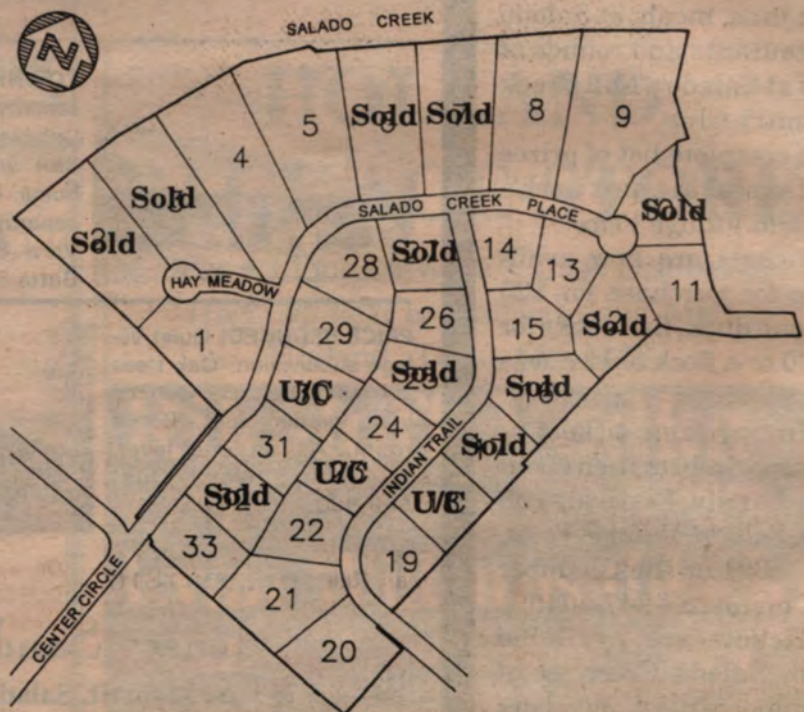 N
SALADO CREEK
5
Sold
Sold
8
9
4
Sold
Sold
SALADO CREEK PLACE
Sold
HAY MEADOW
28
Sold
14
13
11
1
29
26
15
Sold
U/C
30
Sold
Sold
31
24
INDIAN TRAIL
Sold
Sold
32
U/C
U/C
33
22
19
21
20
CENTER CIRCLE